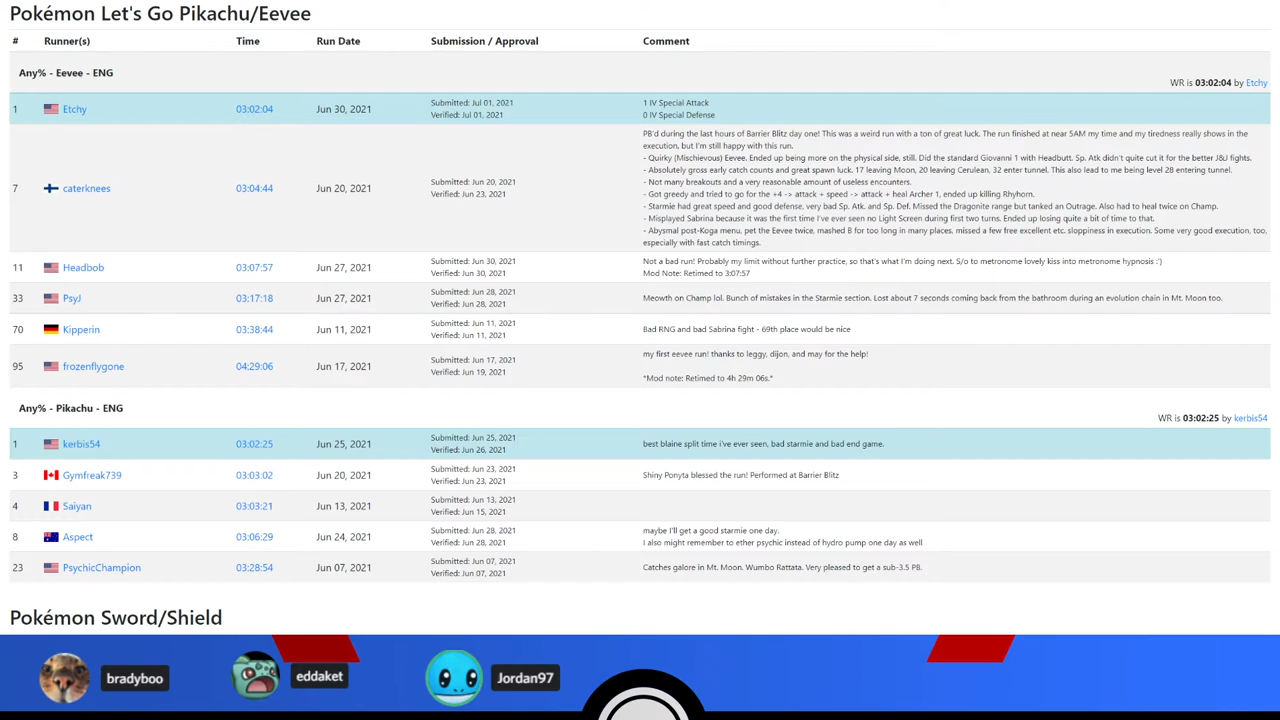 Pokémon Let's Go Pikachu/Eevee
# Runner(s) Time Run Date Submission / Approval Comment
Any% - Eevee - ENG
WR is 03:02:04 by Etchy
1 Etchy 03:02:04 Jun 30, 2021 Submitted: Jul 01, 2021 1 IV Special Attack
Verified: Jul 01, 2021 0 IV Special Defense
PB'd during the last hours of Barrier Blitz day one! This was a weird run with a ton of great luck. The run finished at near 5AM my time and my tiredness really shows in the
execution, but I'm still happy with this run.
- Quirky (Mischievous) Eevee. Ended up being more on the physical side, still. Did the standard Giovanni 1 with Headbutt. Sp. Atk didn't quite cut it for the better J&J fights.
- Absolutely gross early catch counts and great spawn luck. 17 leaving Moon, 20 leaving Cerulean, 32 enter tunnel. This also lead to me being level 28 entering tunnel.
7 caterknees 03:04:44 Jun 20, 2021 Submitted: Jun 20, 2021 - Not many breakouts and a very reasonable amount of useless encounters.
Verified: Jun 23, 2021 - Got greedy and tried to go for the +4 -> attack + speed -> attack + heal Archer 1, ended up killing Rhyhorn.
- Starmie had great speed and good defense, very bad Sp. Atk. and Sp. Def. Missed the Dragonite range but tanked an Outrage. Also had to heal twice on Champ.
- Misplayed Sabrina because it was the first time I've ever seen no Light Screen during first two turns. Ended up losing quite a bit of time to that.
- Abysmal post-Koga menu, pet the Eevee twice, mashed B for too long in many places, missed a few free excellent etc. sloppiness in execution. Some very good execution, too,
especially with fast catch timings.
11 Headbob 03:07:57 Jun 27, 2021 Submitted: Jun 30, 2021 Not a bad run! Probably my limit without further practice, so that's what I'm doing next. S/o to metronome lovely kiss into metronome hypnosis :')
Verified: Jun 30, 2021 Mod Note: Retimed to 3:07:57
33 PsyJ 03:17:18 Jun 27, 2021 Submitted: Jun 28, 2021 Meowth on Champ lol. Bunch of mistakes in the Starmie section. Lost about 7 seconds coming back from the bathroom during an evolution chain in Mt. Moon too.
Verified: Jun 28, 2021
70 Kipperin 03:38:44 Jun 11, 2021 Submitted: Jun 11, 2021 Bad RNG and bad Sabrina fight - 69th place would be nice
Verified: Jun 11, 2021
95 frozenflygone 04:29:06 Jun 17, 2021 Submitted: Jun 17, 2021 my first eevee run! thanks to leggy, dijon, and may for the help!
Verified: Jun 19, 2021 *Mod note: Retimed to 4h 29m 06s.*
Any% - Pikachu - ENG
WR is 03:02:25 by kerbis54
1 kerbis54 03:02:25 Jun 25, 2021 Submitted: Jun 25, 2021 best blaine split time i've ever seen, bad starmie and bad end game.
Verified: Jun 26, 2021
3 Gymfreak739 03:03:02 Jun 20, 2021 Submitted: Jun 23, 2021 Shiny Ponyta blessed the run! Performed at Barrier Blitz
Verified: Jun 23, 2021
4 Saiyan 03:03:21 Jun 13, 2021 Submitted: Jun 13, 2021
Verified: Jun 15, 2021
8 Aspect 03:06:29 Jun 24, 2021 Submitted: Jun 28, 2021 maybe I'll get a good starmie one day.
Verified: Jun 28, 2021 I also might remember to ether psychic instead of hydro pump one day as well
23 PsychicChampion 03:28:54 Jun 07, 2021 Submitted: Jun 07, 2021 Catches galore in Mt. Moon. Wumbo Rattata. Very pleased to get a sub-3.5 PB.
Verified: Jun 07, 2021
Pokémon Sword/Shield
bradyboo eddaket Jordan97